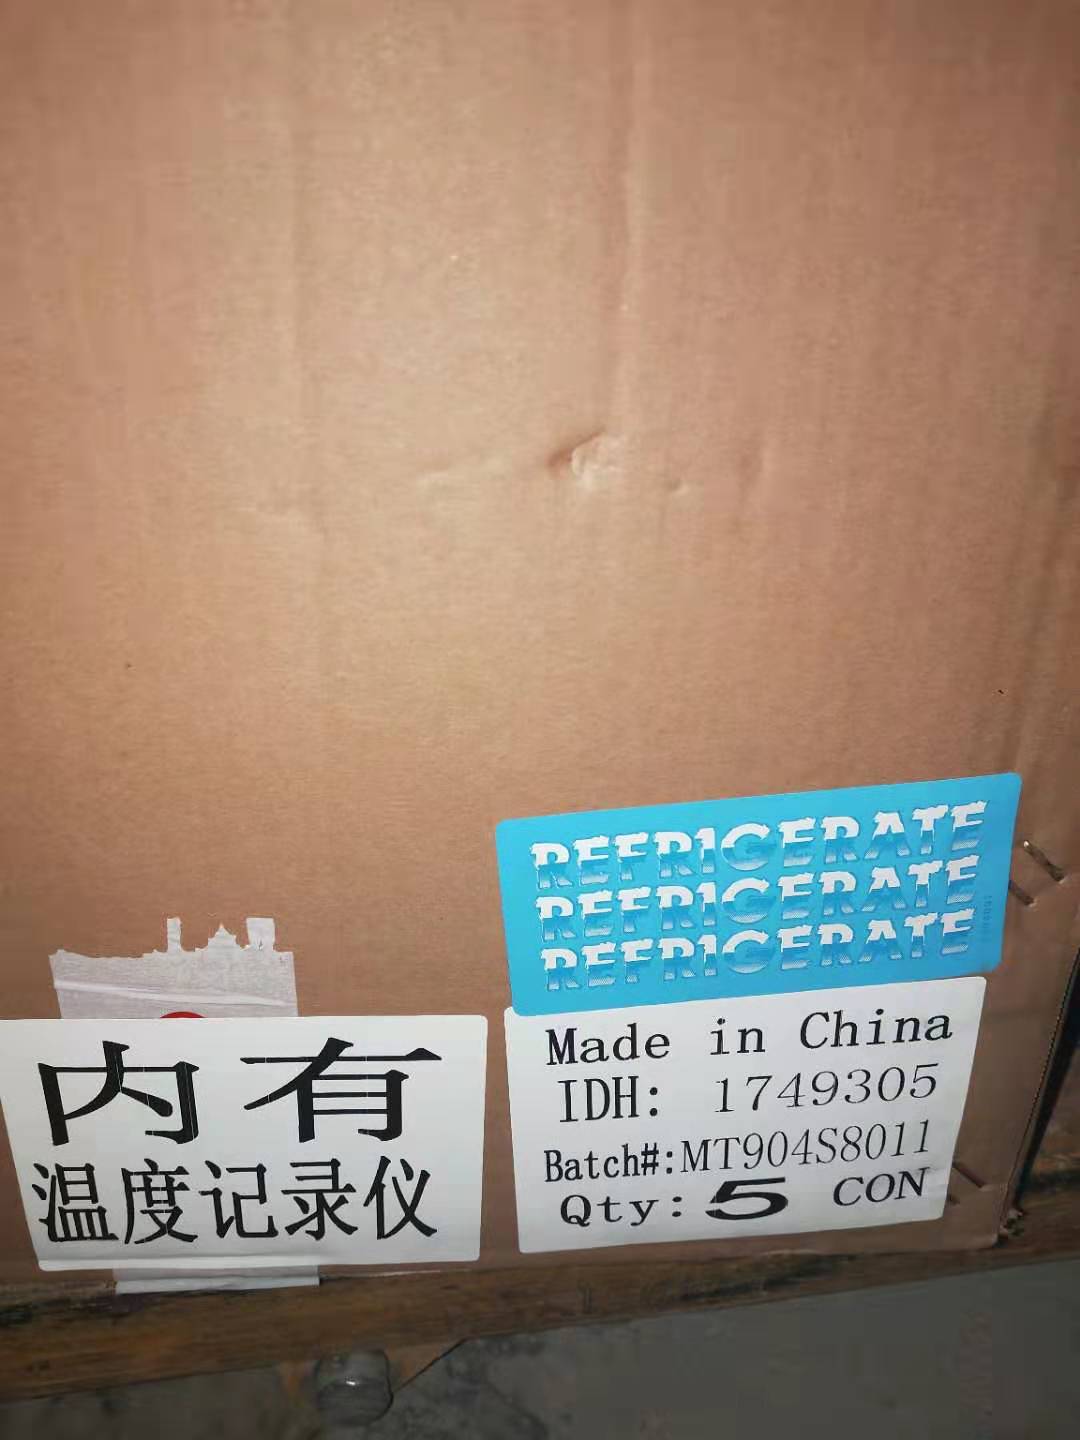 REFRIGERATE
REFRIGERATE
REFRIGERATE
Made in China
IDH: 1749305
Batch#:MT904S8011
Qty: 5 CON
内有
温度记录仪